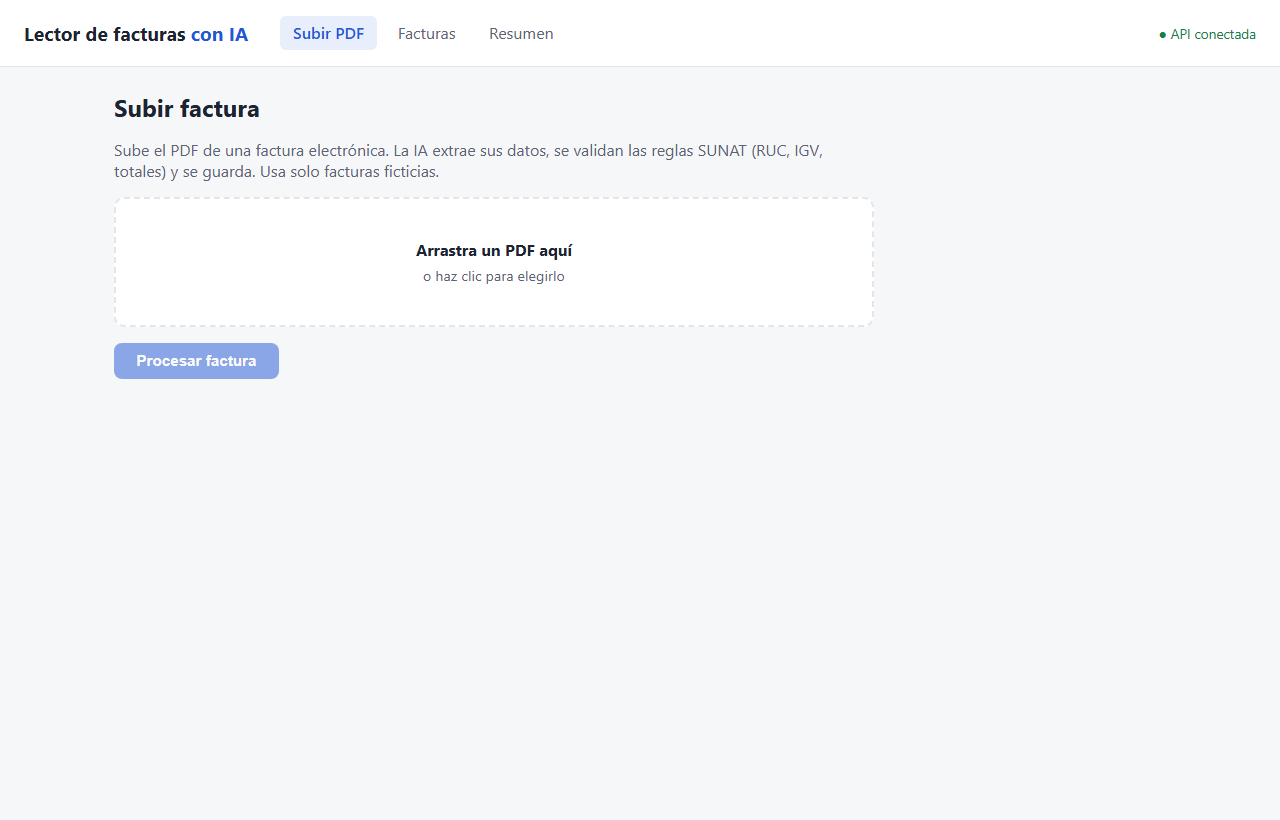 Lector de facturas con IA
Subir PDF
Facturas
Resumen
● API conectada
Subir factura
Sube el PDF de una factura electrónica. La IA extrae sus datos, se validan las reglas SUNAT (RUC, IGV,
totales) y se guarda. Usa solo facturas ficticias.
Arrastra un PDF aquí
o haz clic para elegirlo
Procesar factura